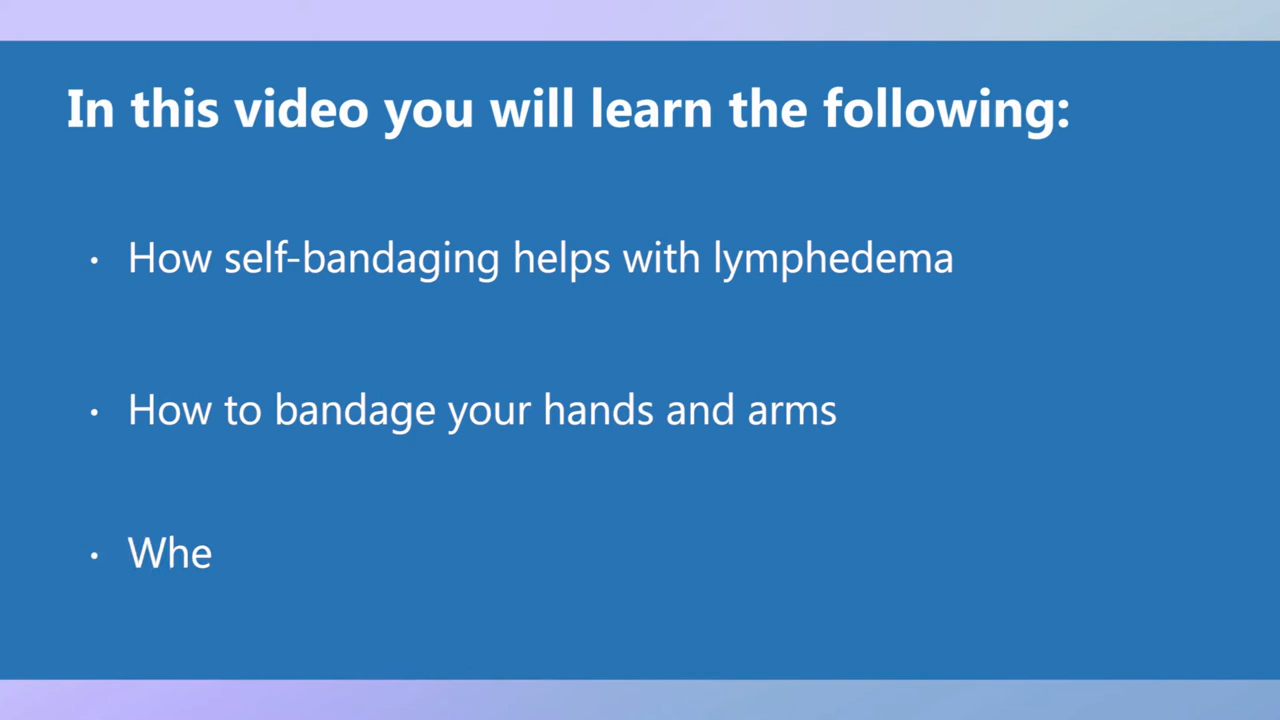 In this video you will learn the following:
· How self-bandaging helps with lymphedema
· How to bandage your hands and arms
· Whe